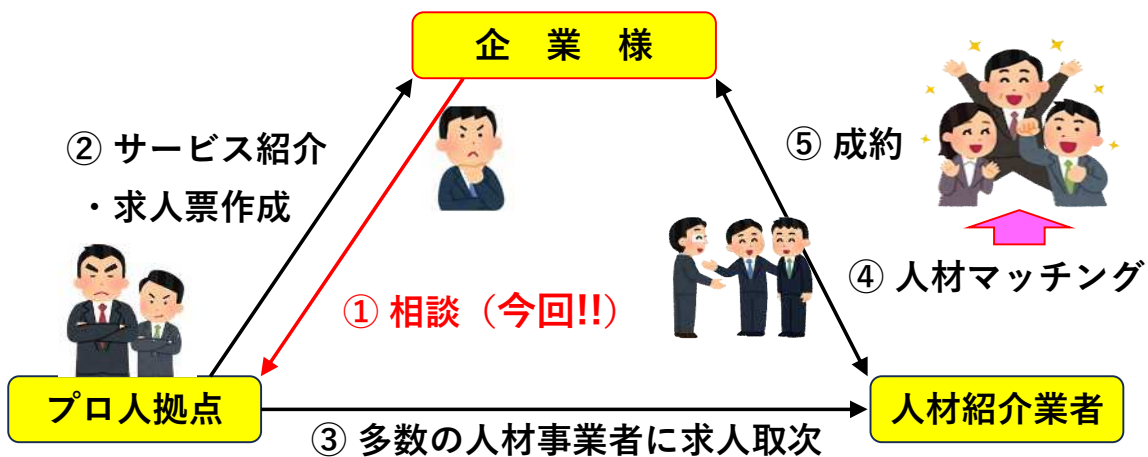 企　業　様
② サービス紹介
・求人票作成
⑤ 成約
④ 人材マッチング
① 相談（今回!!）
プロ人拠点
人材紹介業者
③ 多数の人材事業者に求人取次